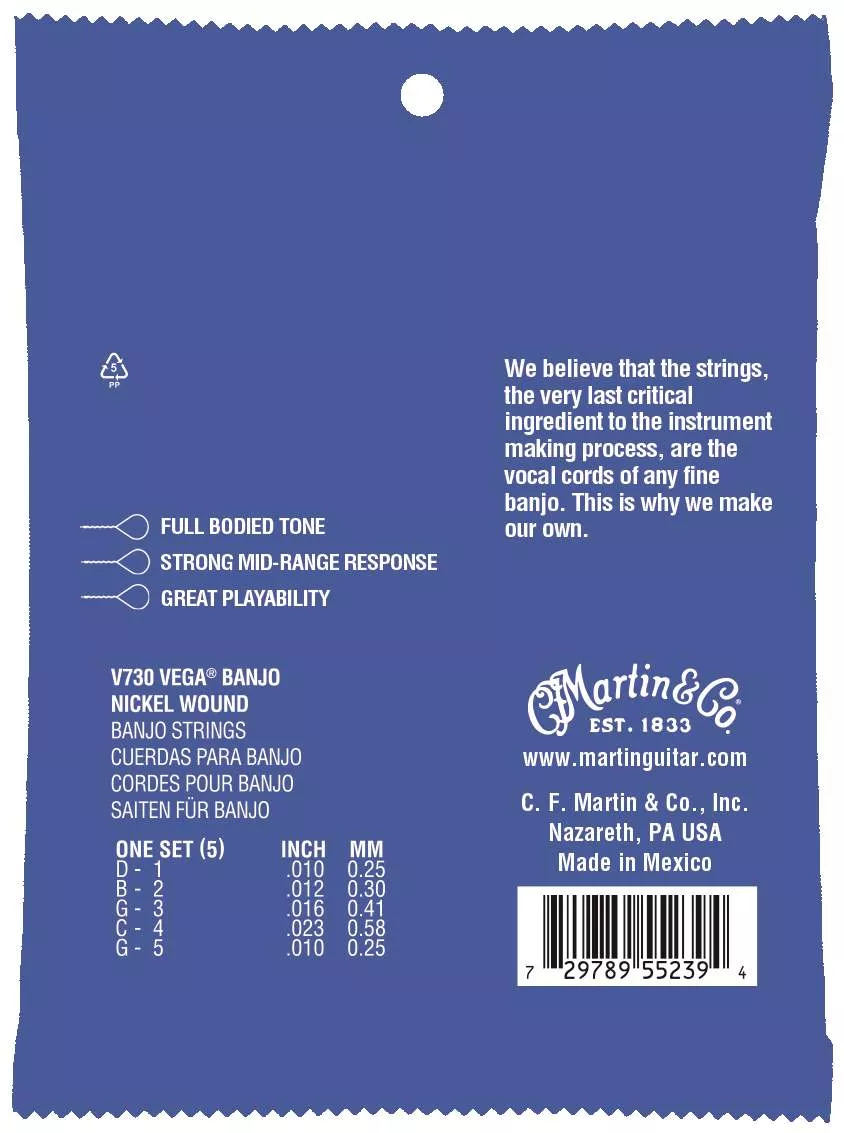 5
PP
We believe that the strings,
the very last critical
ingredient to the instrument
making process, are the
vocal cords of any fine
banjo. This is why we make
our own.
FULL BODIED TONE
STRONG MID-RANGE RESPONSE
GREAT PLAYABILITY
V730 VEGA® BANJO
NICKEL WOUND
BANJO STRINGS
CUERDAS PARA BANJO
CORDES POUR BANJO
SAITEN FÜR BANJO
ONE SET (5) INCH MM
D - 1 .010 0.25
B - 2 .012 0.30
G - 3 .016 0.41
C - 4 .023 0.58
G - 5 .010 0.25
CF Martin & Co.®
EST. 1833
www.martinguitar.com
C. F. Martin & Co., Inc.
Nazareth, PA USA
Made in Mexico
7 29789 55239 4